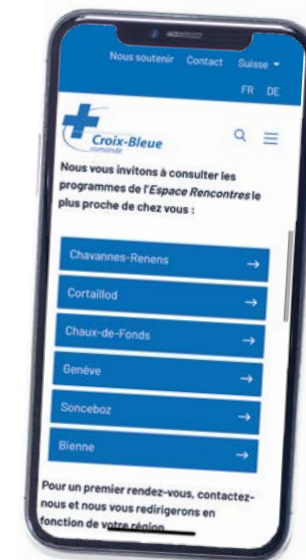 Nous soutenir Contact Suisse
FR DE
Croix-Bleue
romande
Nous vous invitons à consulter les
programmes de l'Espace Rencontres le
plus proche de chez vous :
Chavannes-Renens →
Cortaillod →
Chaux-de-Fonds →
Genève →
Sonceboz →
Bienne →
Pour un premier rendez-vous, contactez-
nous et nous vous redirigerons en
fonction de votre région